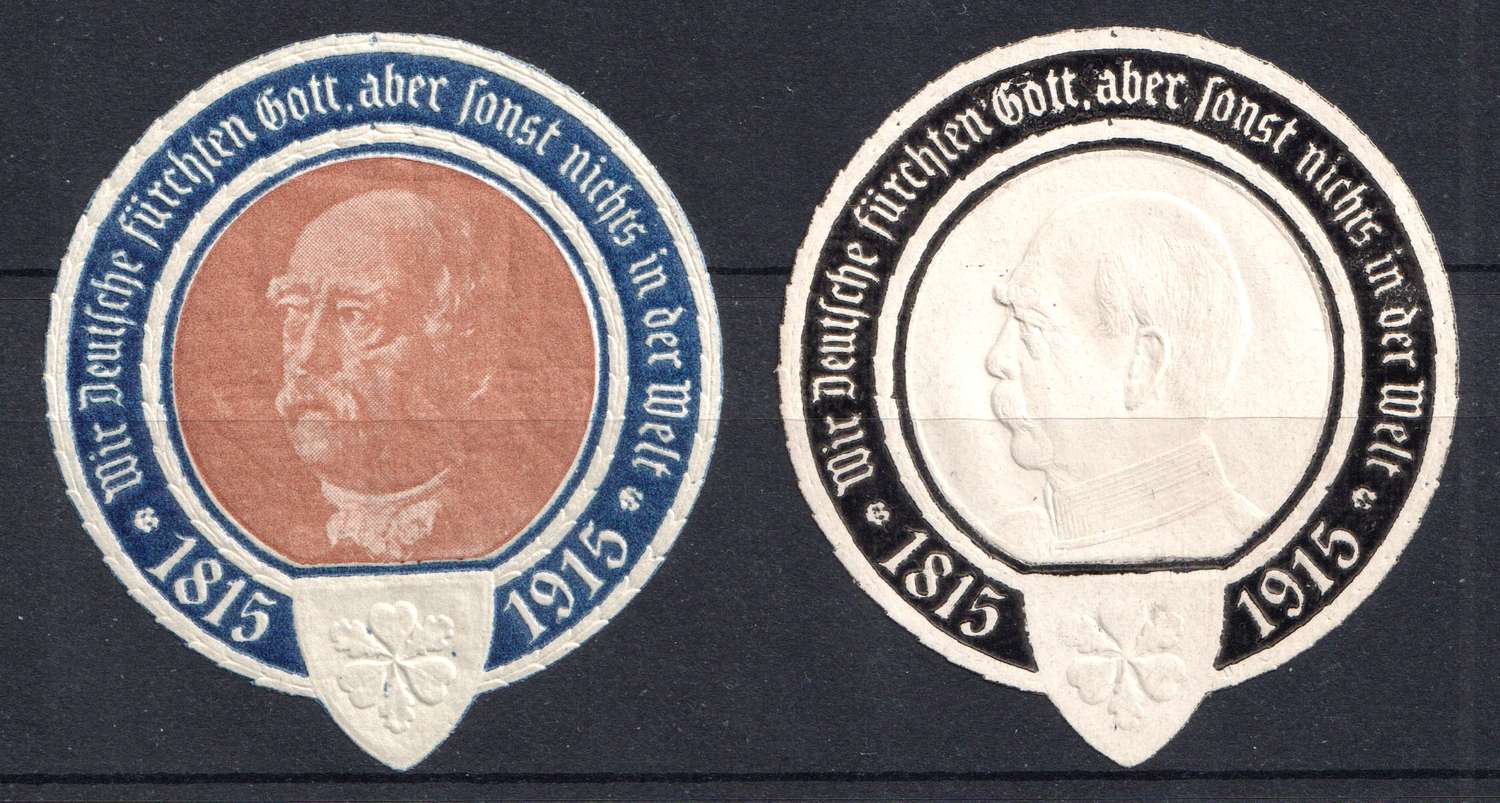 Wir Deutsche fürchten Gott, aber sonst nichts in der Welt
* 1815
1915 *
Wir Deutsche fürchten Gott, aber sonst nichts in der Welt
* 1815
1915 *